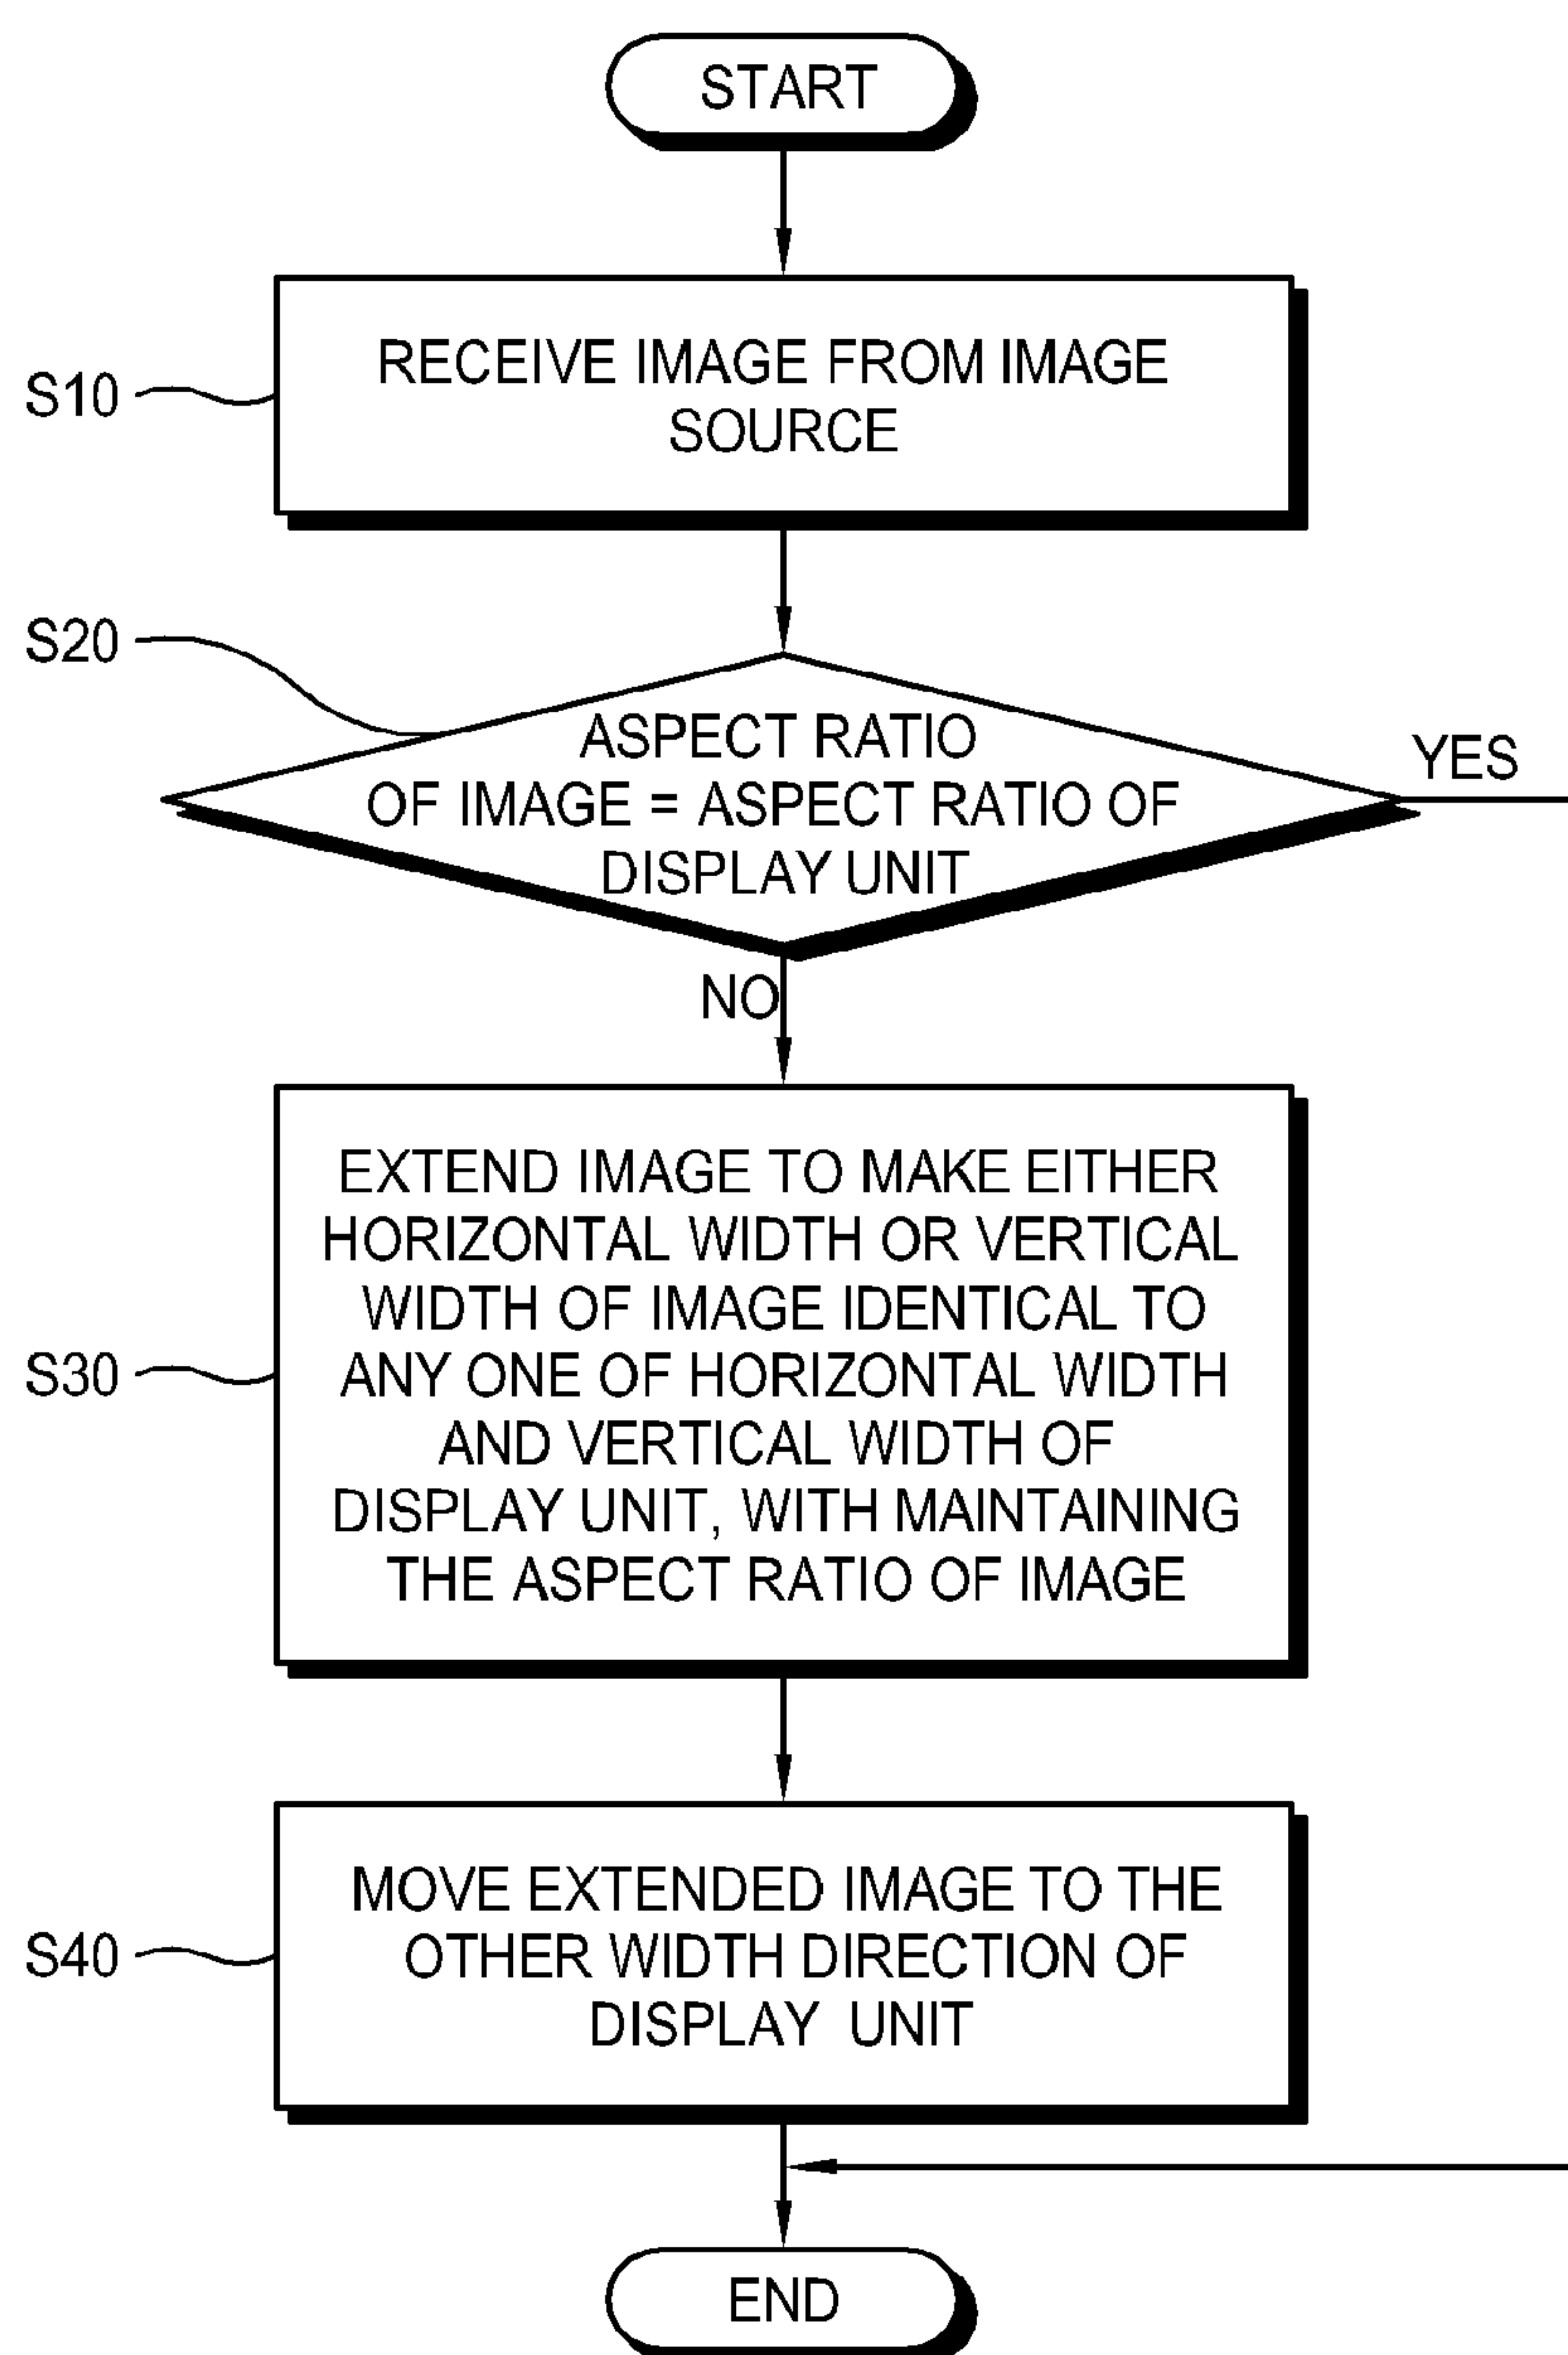 START
S10
RECEIVE IMAGE FROM IMAGE
SOURCE
S20
ASPECT RATIO
OF IMAGE = ASPECT RATIO OF
DISPLAY UNIT
YES
NO
S30
EXTEND IMAGE TO MAKE EITHER
HORIZONTAL WIDTH OR VERTICAL
WIDTH OF IMAGE IDENTICAL TO
ANY ONE OF HORIZONTAL WIDTH
AND VERTICAL WIDTH OF
DISPLAY UNIT, WITH MAINTAINING
THE ASPECT RATIO OF IMAGE
S40
MOVE EXTENDED IMAGE TO THE
OTHER WIDTH DIRECTION OF
DISPLAY UNIT
END